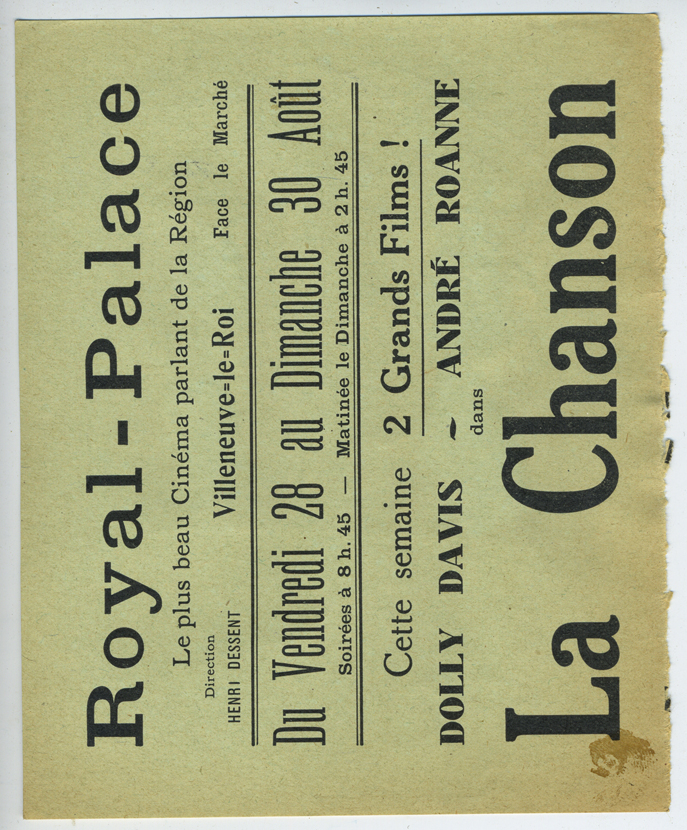 Royal-Palace
Le plus beau Cinéma parlant de la Région
Direction
HENRI DESSENT Villeneuve=le=Roi Face le Marché
Du Vendredi 28 au Dimanche 30 Août
Soirées à 8 h. 45 — Matinée le Dimanche à 2 h. 45
Cette semaine 2 Grands Films !
DOLLY DAVIS ~ ANDRÉ ROANNE
dans
La Chanson